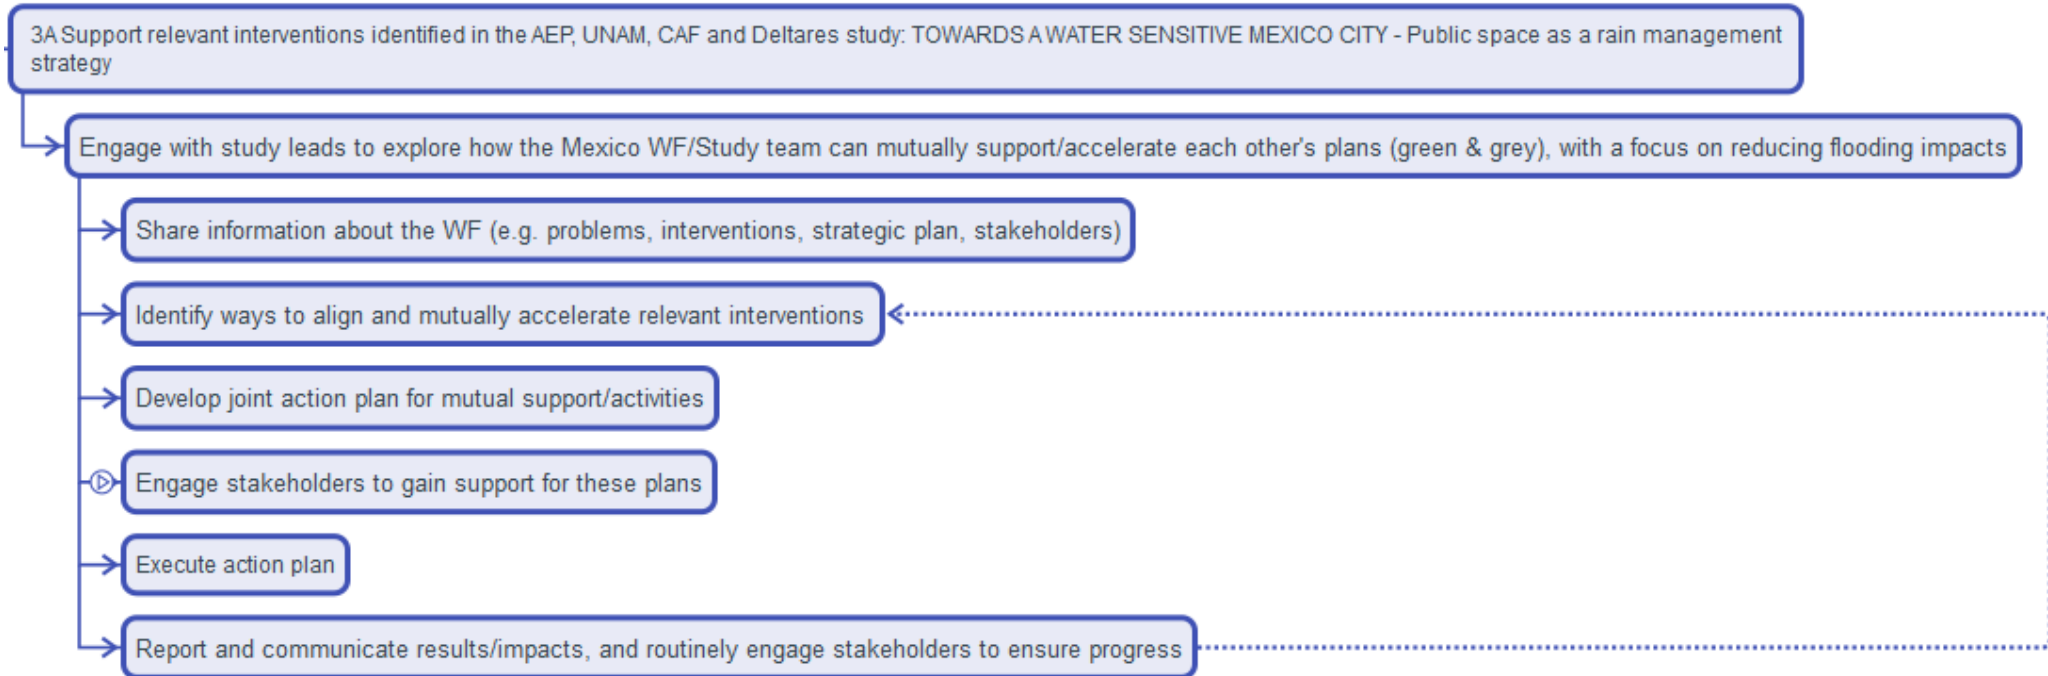 3A Support relevant interventions identified in the AEP, UNAM, CAF and Deltares study: TOWARDS A WATER SENSITIVE MEXICO CITY - Public space as a rain management
strategy
Engage with study leads to explore how the Mexico WF/Study team can mutually support/accelerate each other's plans (green & grey), with a focus on reducing flooding impacts
Share information about the WF (e.g. problems, interventions, strategic plan, stakeholders)
Identify ways to align and mutually accelerate relevant interventions
Develop joint action plan for mutual support/activities
Engage stakeholders to gain support for these plans
Execute action plan
Report and communicate results/impacts, and routinely engage stakeholders to ensure progress